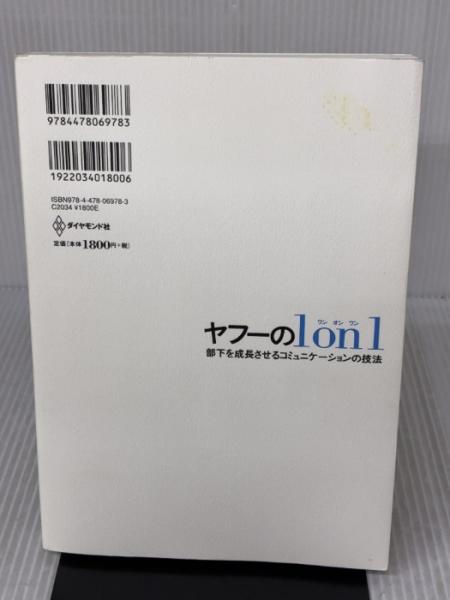 9784478069783
1922034018006
ISBN978-4-478-06978-3
C2034 ¥1800E
ダイヤモンド社
定価[本体1800円+税]
ワン オン ワン
ヤフーの1on1
部下を成長させるコミュニケーションの技法